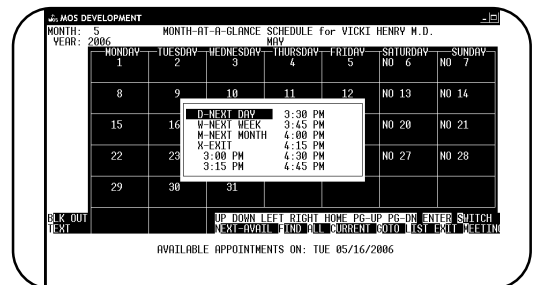 MOS DEVELOPMENT
MONTH: 5 MONTH-AT-A-GLANCE SCHEDULE for VICKI HENRY M.D.
YEAR: 2006 MAY
MONDAY TUESDAY WEDNESDAY THURSDAY FRIDAY SATURDAY SUNDAY
1 2 3 4 5 NO 6 NO 7
8 9 10 11 12 NO 13 NO 14
D-NEXT DAY 3:30 PM
W-NEXT WEEK 3:45 PM
15 16 M-NEXT MONTH 4:00 PM NO 20 NO 21
X-EXIT 4:15 PM
3:00 PM 4:30 PM
22 23 3:15 PM 4:45 PM NO 27 NO 28
29 30 31
BLK OUT UP DOWN LEFT RIGHT HOME PG-UP PG-DN ENTER SWITCH
TEXT NEXT-AVAIL FIND ALL CURRENT GOTO LIST EXIT MEETING
AVAILABLE APPOINTMENTS ON: TUE 05/16/2006